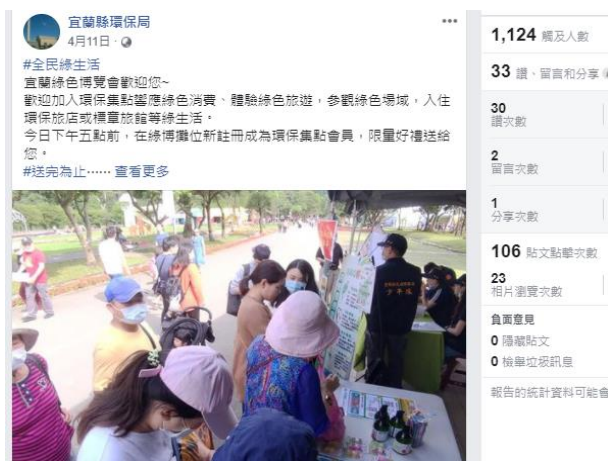 宜蘭縣環保局
4月11日
#全民綠生活
宜蘭綠色博覽會歡迎您~
歡迎加入環保集點響應綠色消費、體驗綠色旅遊,參觀綠色場域,入住
環保旅店或標章旅館等綠生活。
今日下午五點前,在綠博攤位新註冊成為環保集點會員,限量好禮送給
您。
#送完為止…… 查看更多
1,124 觸及人數
33 讚、留言和分享
30
讚次數
2
留言次數
1
分享次數
106 貼文點擊次數
23
相片瀏覽次數
負面意見
0 隱藏貼文
0 檢舉垃圾訊息
報告的統計資料可能會
少年隊